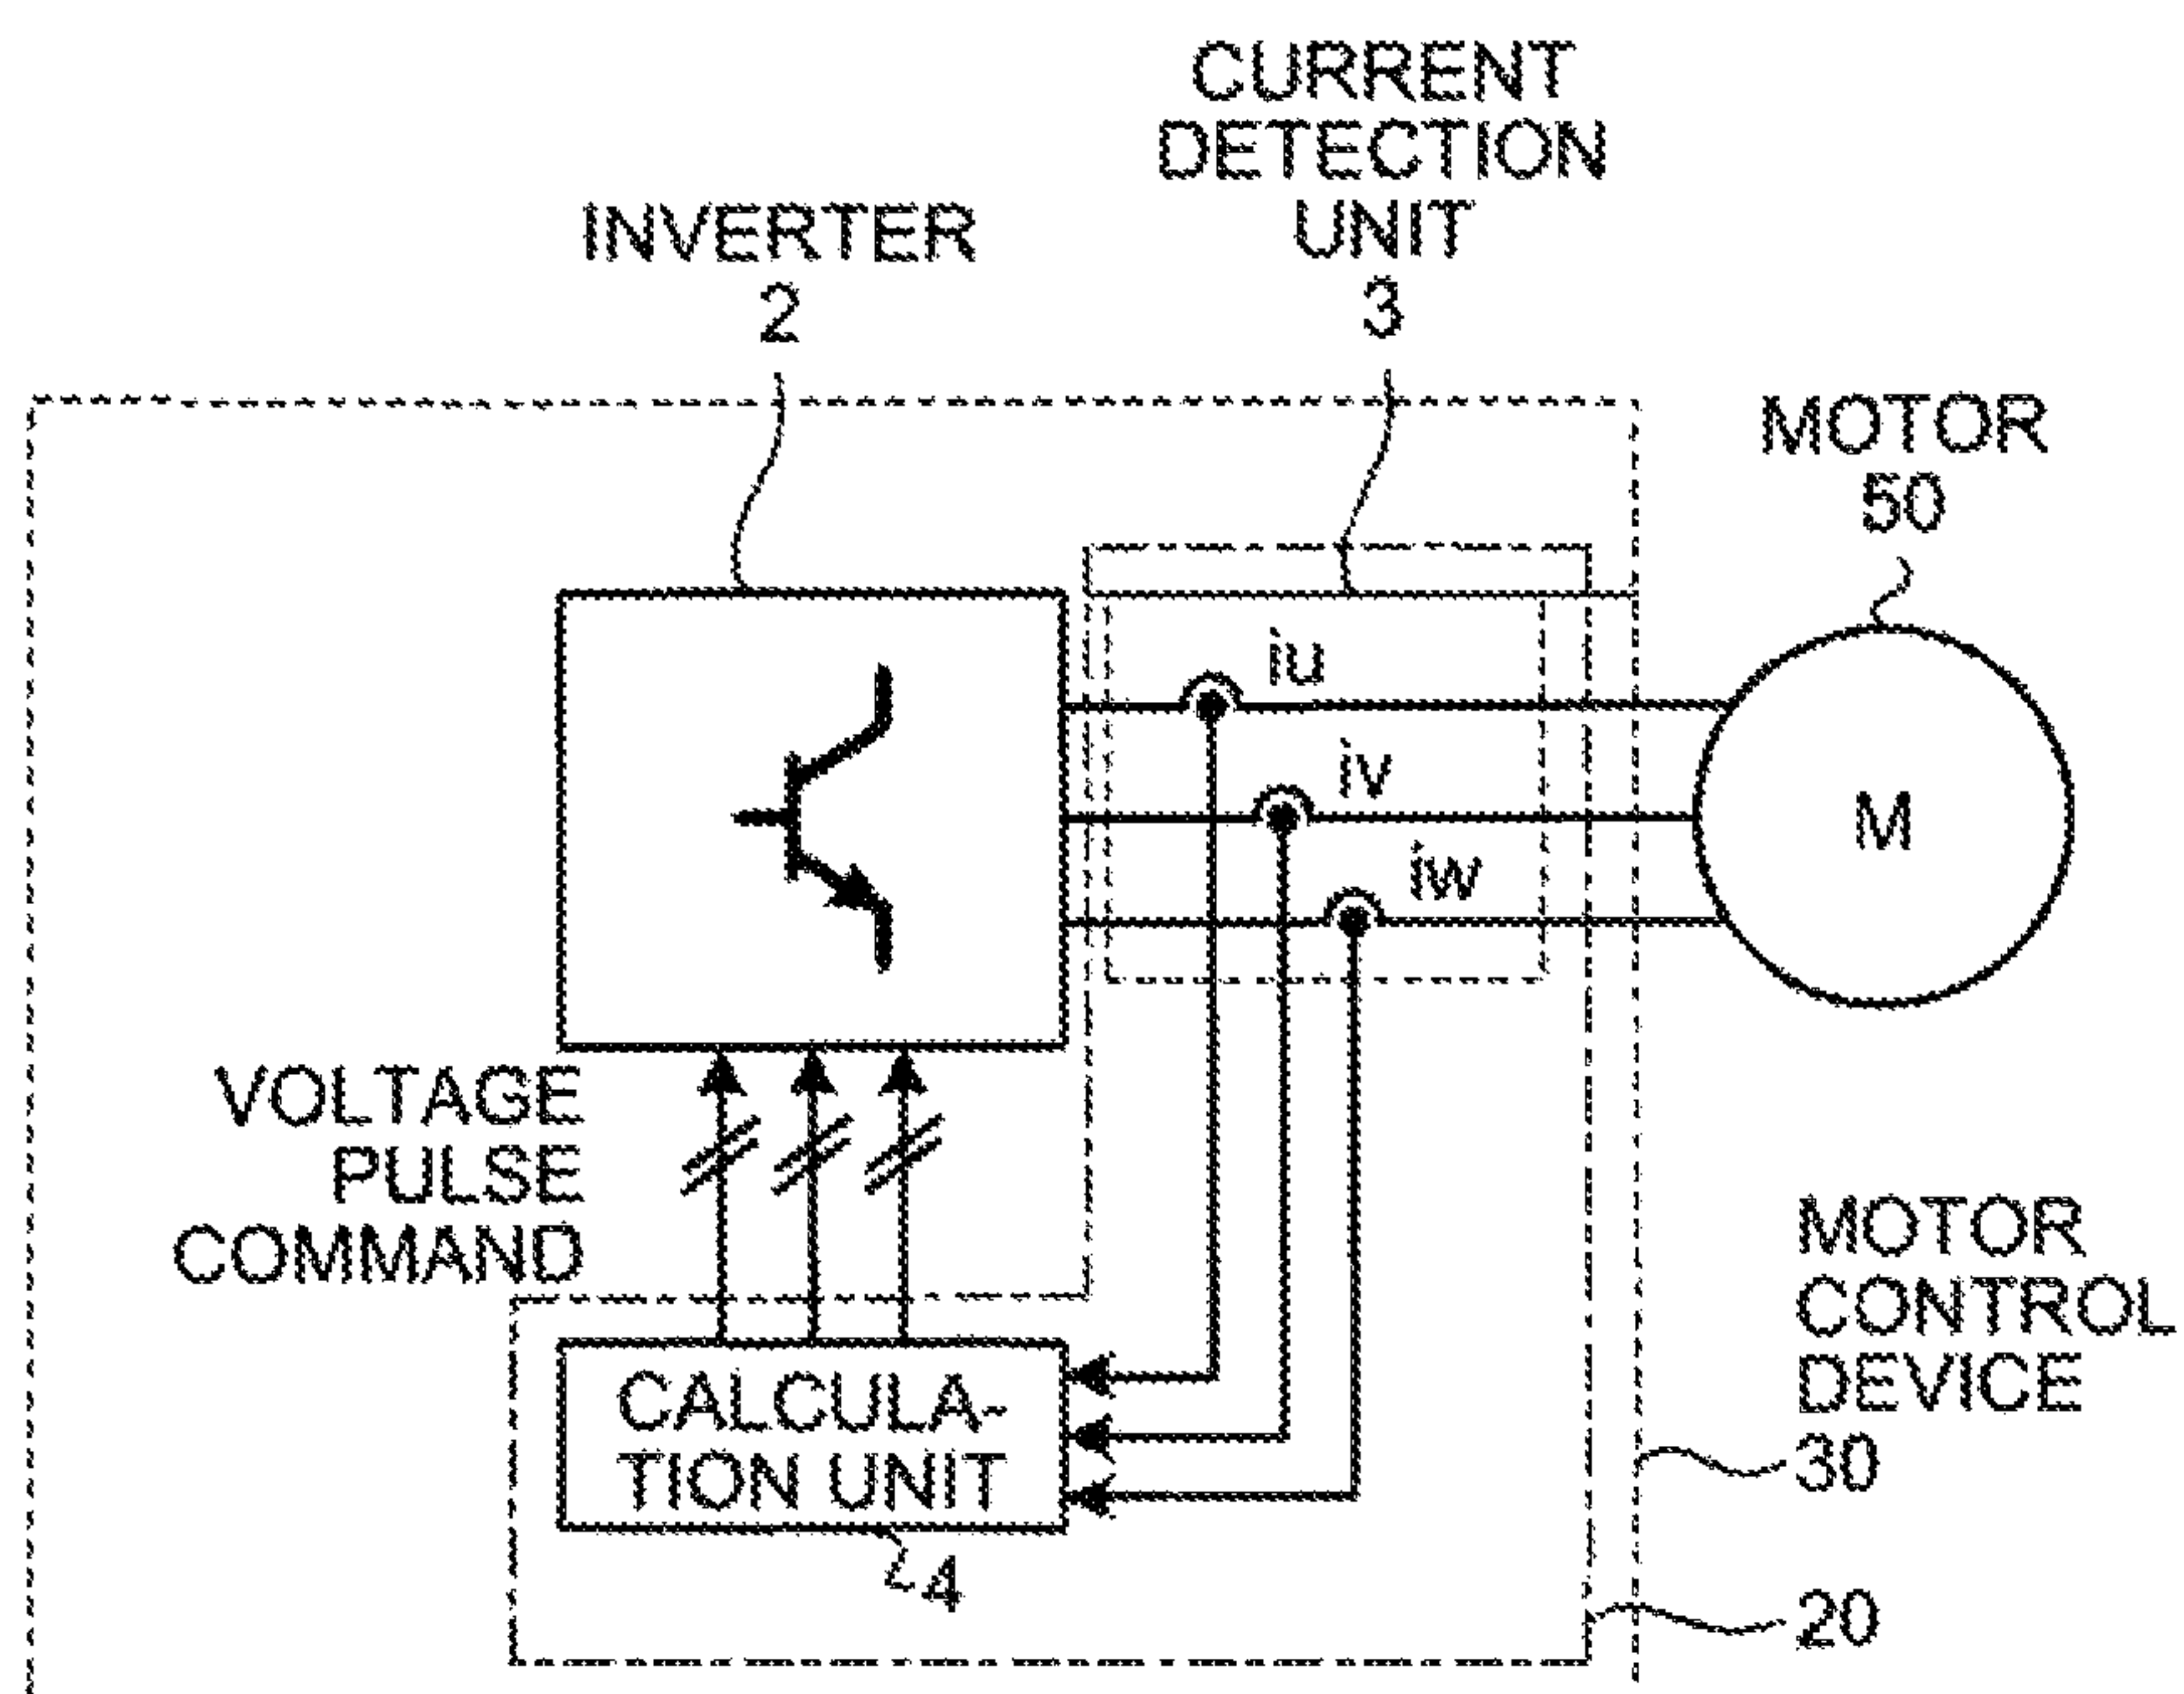 CURRENT
DETECTION
UNIT
3
INVERTER
2
MOTOR
50
iu
iv
iw
M
VOLTAGE
PULSE
COMMAND
MOTOR
CONTROL
DEVICE
30
CALCULA-
TION UNIT
4
20